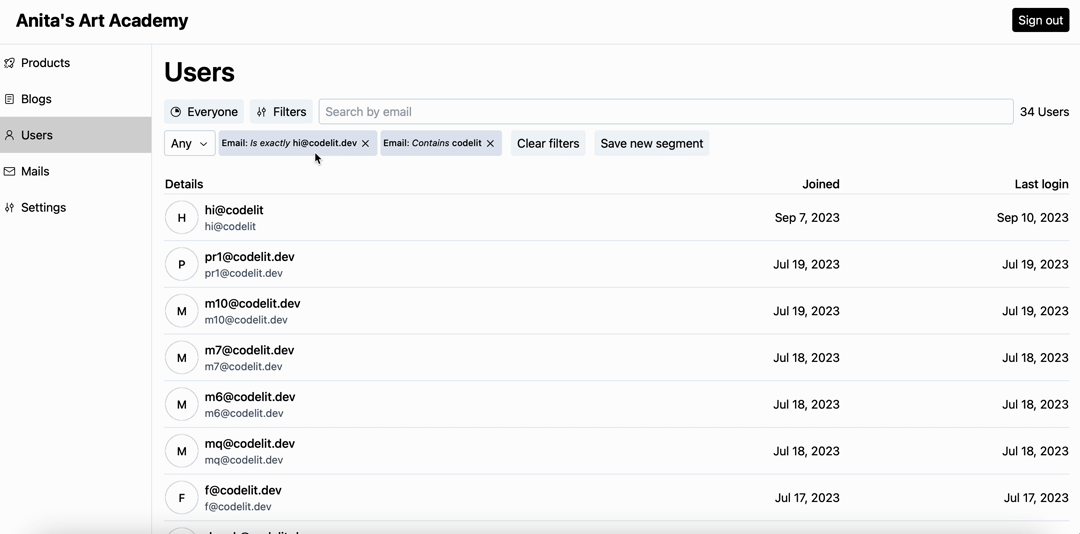 Anita's Art Academy
Sign out
Products
Blogs
Users
Mails
Settings
Users
Everyone
Filters
Search by email
34 Users
Any
Email: Is exactly hi@codelit.dev
Email: Contains codelit
Clear filters
Save new segment
Details Joined Last login
H
hi@codelit
hi@codelit
Sep 7, 2023
Sep 10, 2023
P
pr1@codelit.dev
pr1@codelit.dev
Jul 19, 2023
Jul 19, 2023
M
m10@codelit.dev
m10@codelit.dev
Jul 19, 2023
Jul 19, 2023
M
m7@codelit.dev
m7@codelit.dev
Jul 18, 2023
Jul 18, 2023
M
m6@codelit.dev
m6@codelit.dev
Jul 18, 2023
Jul 18, 2023
M
mq@codelit.dev
mq@codelit.dev
Jul 18, 2023
Jul 18, 2023
F
f@codelit.dev
f@codelit.dev
Jul 17, 2023
Jul 17, 2023